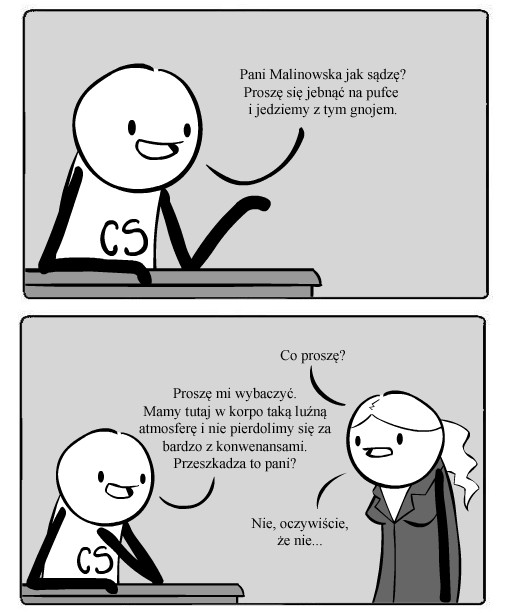 Pani Malinowska jak sądzę?
Proszę się jebnąć na pufce
i jedziemy z tym gnojem.
CS
Co proszę?
Proszę mi wybaczyć.
Mamy tutaj w korpo taką luźną
atmosferę i nie pierdolimy się za
bardzo z konwenansami.
Przeszkadza to pani?
Nie, oczywiście,
że nie...
CS